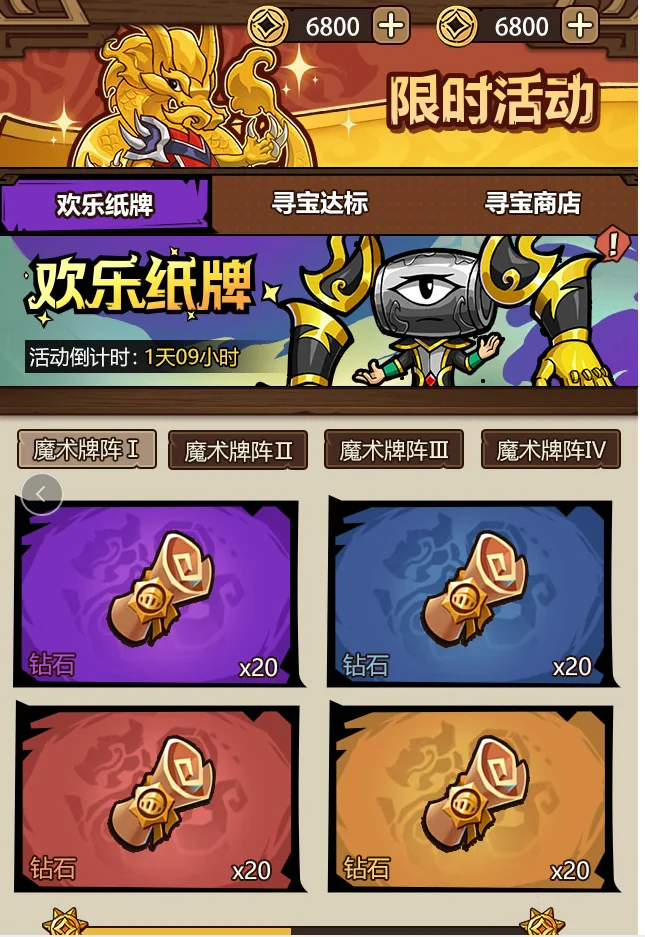 6800 6800
限时活动
欢乐纸牌 寻宝达标 寻宝商店
欢乐纸牌
活动倒计时：1天09小时
魔术牌阵Ⅰ 魔术牌阵Ⅱ 魔术牌阵Ⅲ 魔术牌阵Ⅳ
钻石 x20 钻石 x20
钻石 x20 钻石 x20